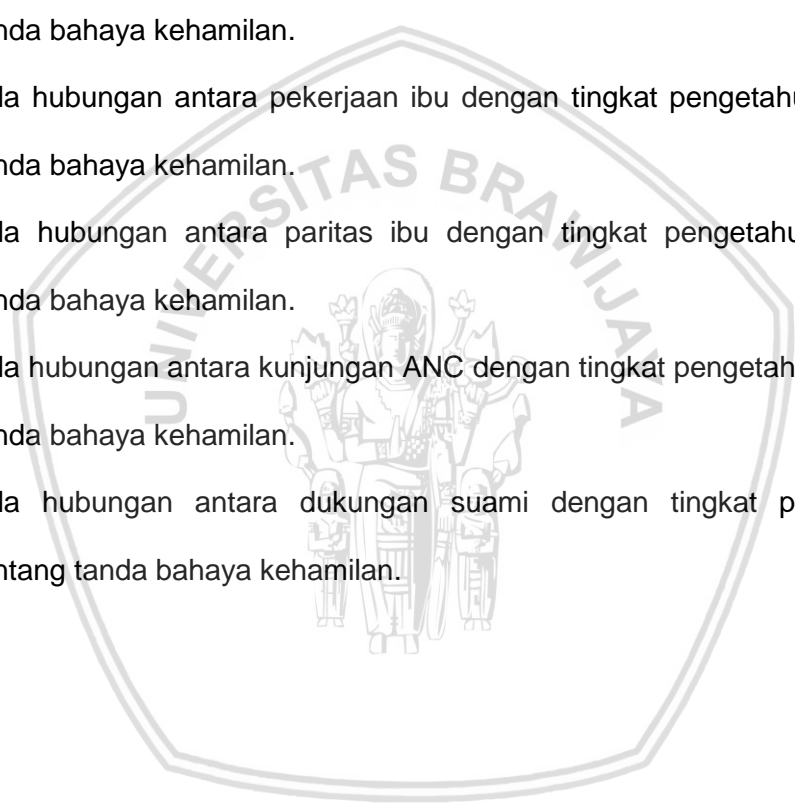 nda bahaya kehamilan.
da hubungan antara pekerjaan ibu dengan tingkat pengetahu
nda bahaya kehamilan.
da hubungan antara paritas ibu dengan tingkat pengetahu
nda bahaya kehamilan.
da hubungan antara kunjungan ANC dengan tingkat pengetah
nda bahaya kehamilan.
da hubungan antara dukungan suami dengan tingkat p
ntang tanda bahaya kehamilan.
UNIVERSITAS BRAWIJAYA